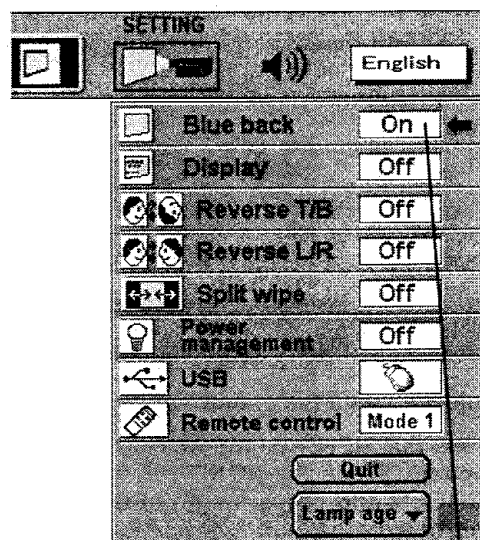 SETTING
English
Blue back On
Display Off
Reverse T/B Off
Reverse L/R Off
Split wipe Off
Power
management Off
USB
Remote control Mode 1
Quit
Lamp age